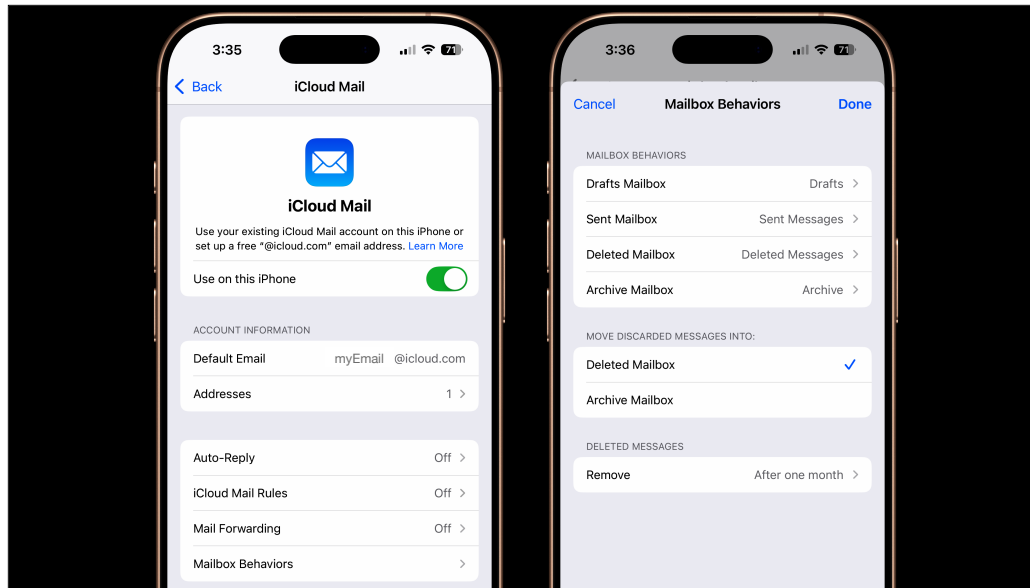 3:35
71
Back
iCloud Mail
iCloud Mail
Use your existing iCloud Mail account on this iPhone or
set up a free “@icloud.com” email address. Learn More
Use on this iPhone
ACCOUNT INFORMATION
Default Email myEmail @icloud.com
Addresses 1
Auto-Reply Off
iCloud Mail Rules Off
Mail Forwarding Off
Mailbox Behaviors
3:36
71
Cancel Mailbox Behaviors Done
MAILBOX BEHAVIORS
Drafts Mailbox Drafts
Sent Mailbox Sent Messages
Deleted Mailbox Deleted Messages
Archive Mailbox Archive
MOVE DISCARDED MESSAGES INTO:
Deleted Mailbox
Archive Mailbox
DELETED MESSAGES
Remove After one month